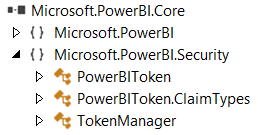 Microsoft.PowerBI.Core
{ } Microsoft.PowerBI
{ } Microsoft.PowerBI.Security
PowerBIToken
PowerBIToken.ClaimTypes
TokenManager